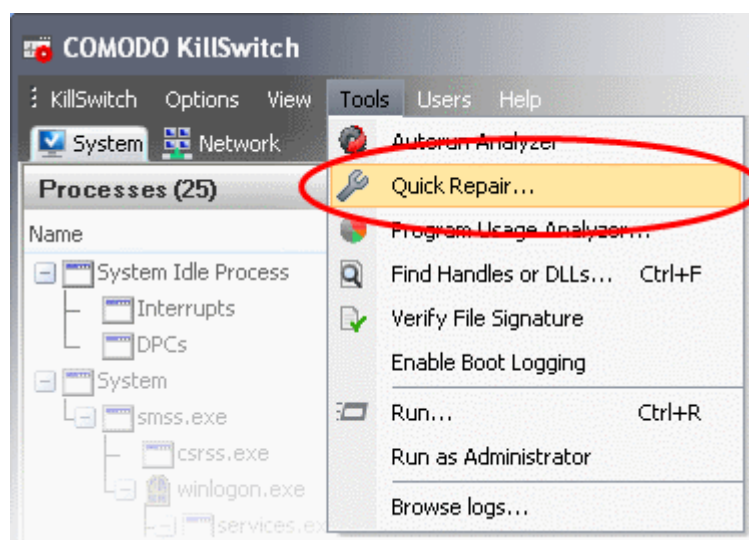 COMODO KillSwitch
KillSwitch Options View Tools Users Help
System Network
Processes (25)
Name
System Idle Process
Interrupts
DPCs
System
smss.exe
csrss.exe
winlogon.exe
services.ex
Autorun Analyzer
Quick Repair...
Program Usage Analyzer...
Find Handles or DLLs... Ctrl+F
Verify File Signature
Enable Boot Logging
Run... Ctrl+R
Run as Administrator
Browse logs...